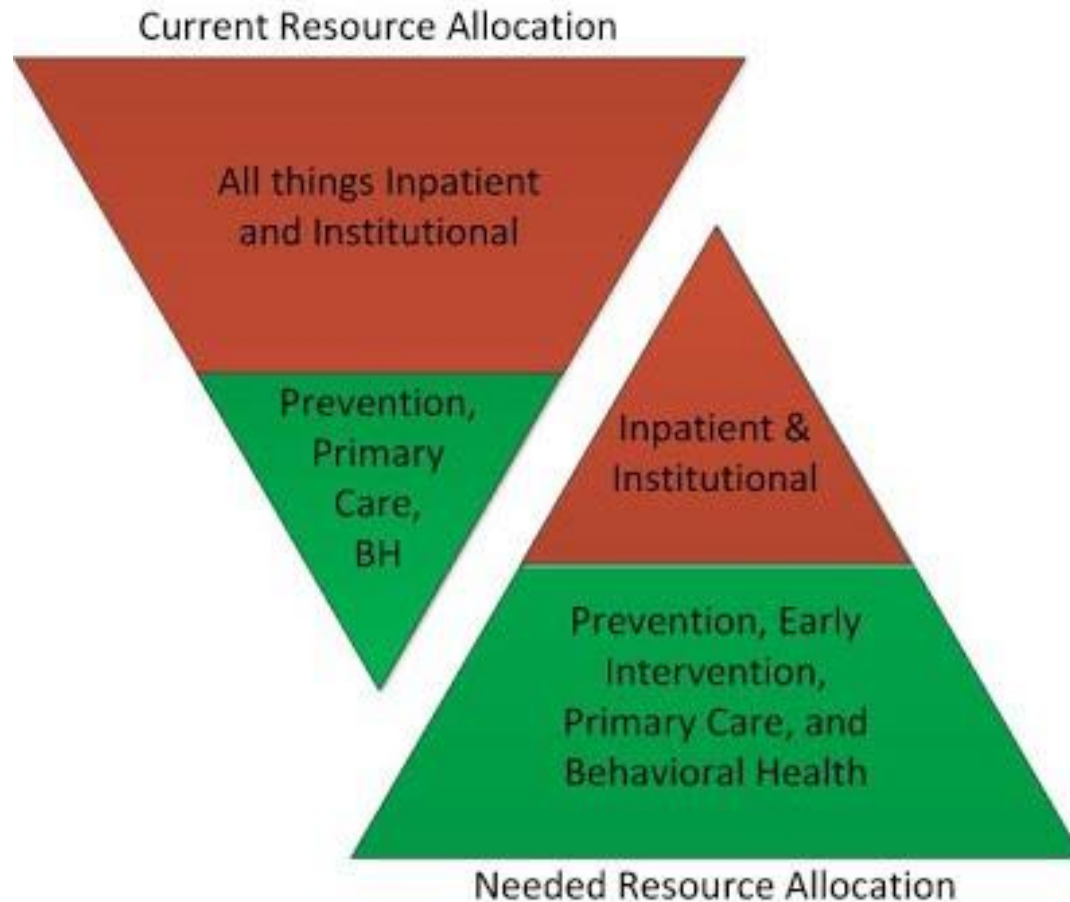 Current Resource Allocation
All things Inpatient
and Institutional
Prevention,
Primary
Care,
BH
Inpatient &
Institutional
Prevention, Early
Intervention,
Primary Care, and
Behavioral Health
Needed Resource Allocation